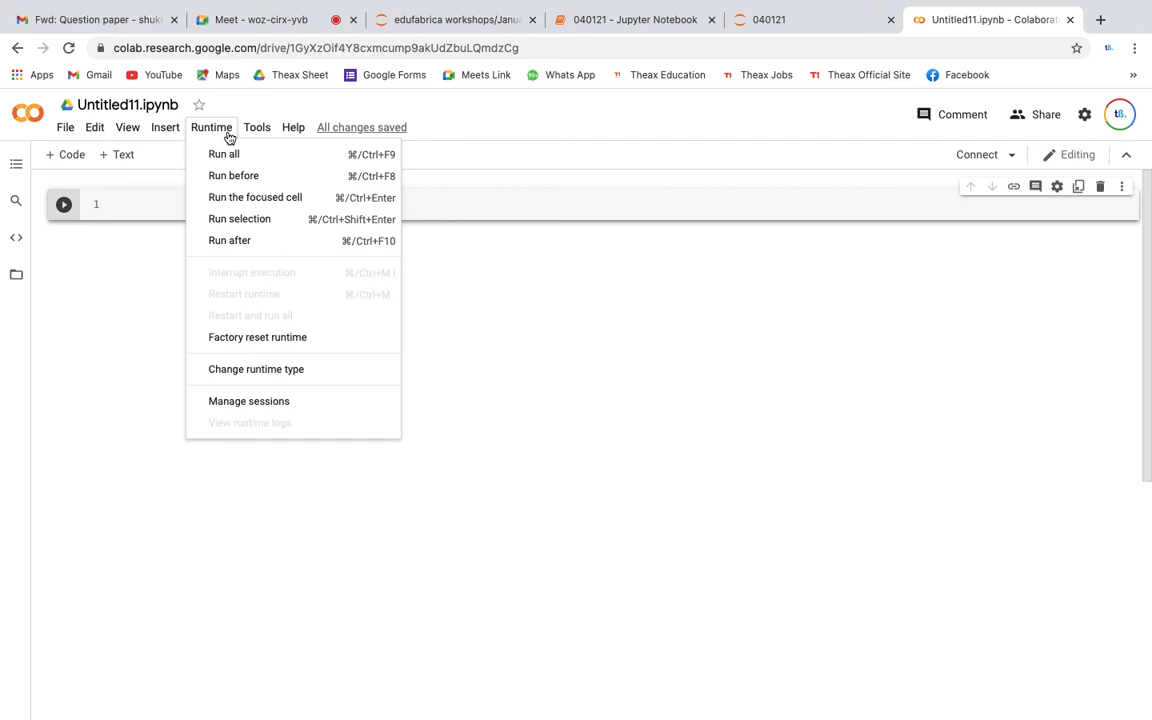 Fwd: Question paper - shuk
Meet - woz-cirx-yvb
edufabrica workshops/Janua
040121 - Jupyter Notebook
040121
Untitled11.ipynb - Colaborat
colab.research.google.com/drive/1GyXzOif4Y8cxmcump9akUdZbuLQmdzCg
Apps
Gmail
YouTube
Maps
Theax Sheet
Google Forms
Meets Link
Whats App
Theax Education
Theax Jobs
Theax Official Site
Facebook
»
Untitled11.ipynb
Comment
Share
tß.
File Edit View Insert Runtime Tools Help All changes saved
+ Code + Text
Connect
Editing
1
Run all ⌘/Ctrl+F9
Run before ⌘/Ctrl+F8
Run the focused cell ⌘/Ctrl+Enter
Run selection ⌘/Ctrl+Shift+Enter
Run after ⌘/Ctrl+F10
Interrupt execution ⌘/Ctrl+M I
Restart runtime ⌘/Ctrl+M .
Restart and run all
Factory reset runtime
Change runtime type
Manage sessions
View runtime logs